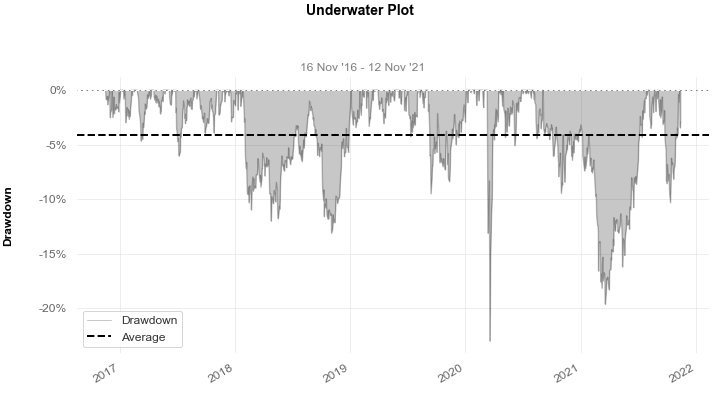 Underwater Plot
16 Nov '16 - 12 Nov '21
0%
-5%
-10%
-15%
-20%
Drawdown
Drawdown
Average
2017
2018
2019
2020
2021
2022